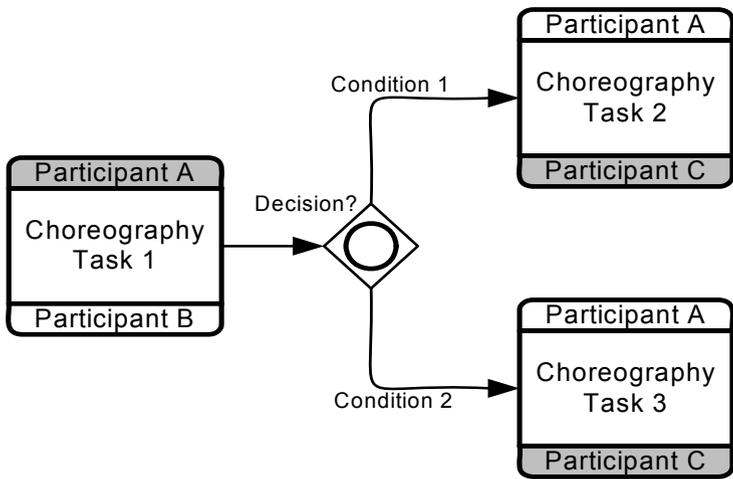 Participant A
Choreography
Task 1
Participant B
Decision?
Condition 1
Participant A
Choreography
Task 2
Participant C
Condition 2
Participant A
Choreography
Task 3
Participant C